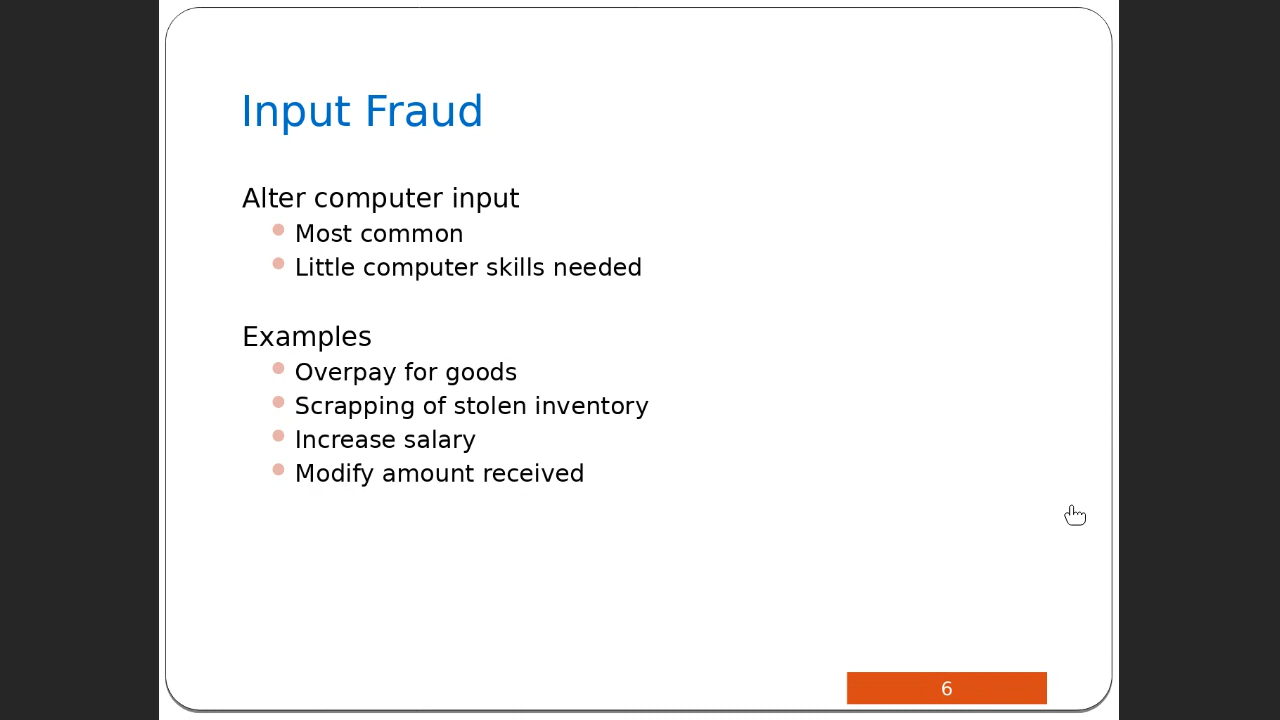 Input Fraud
Alter computer input
Most common
Little computer skills needed
Examples
Overpay for goods
Scrapping of stolen inventory
Increase salary
Modify amount received
6